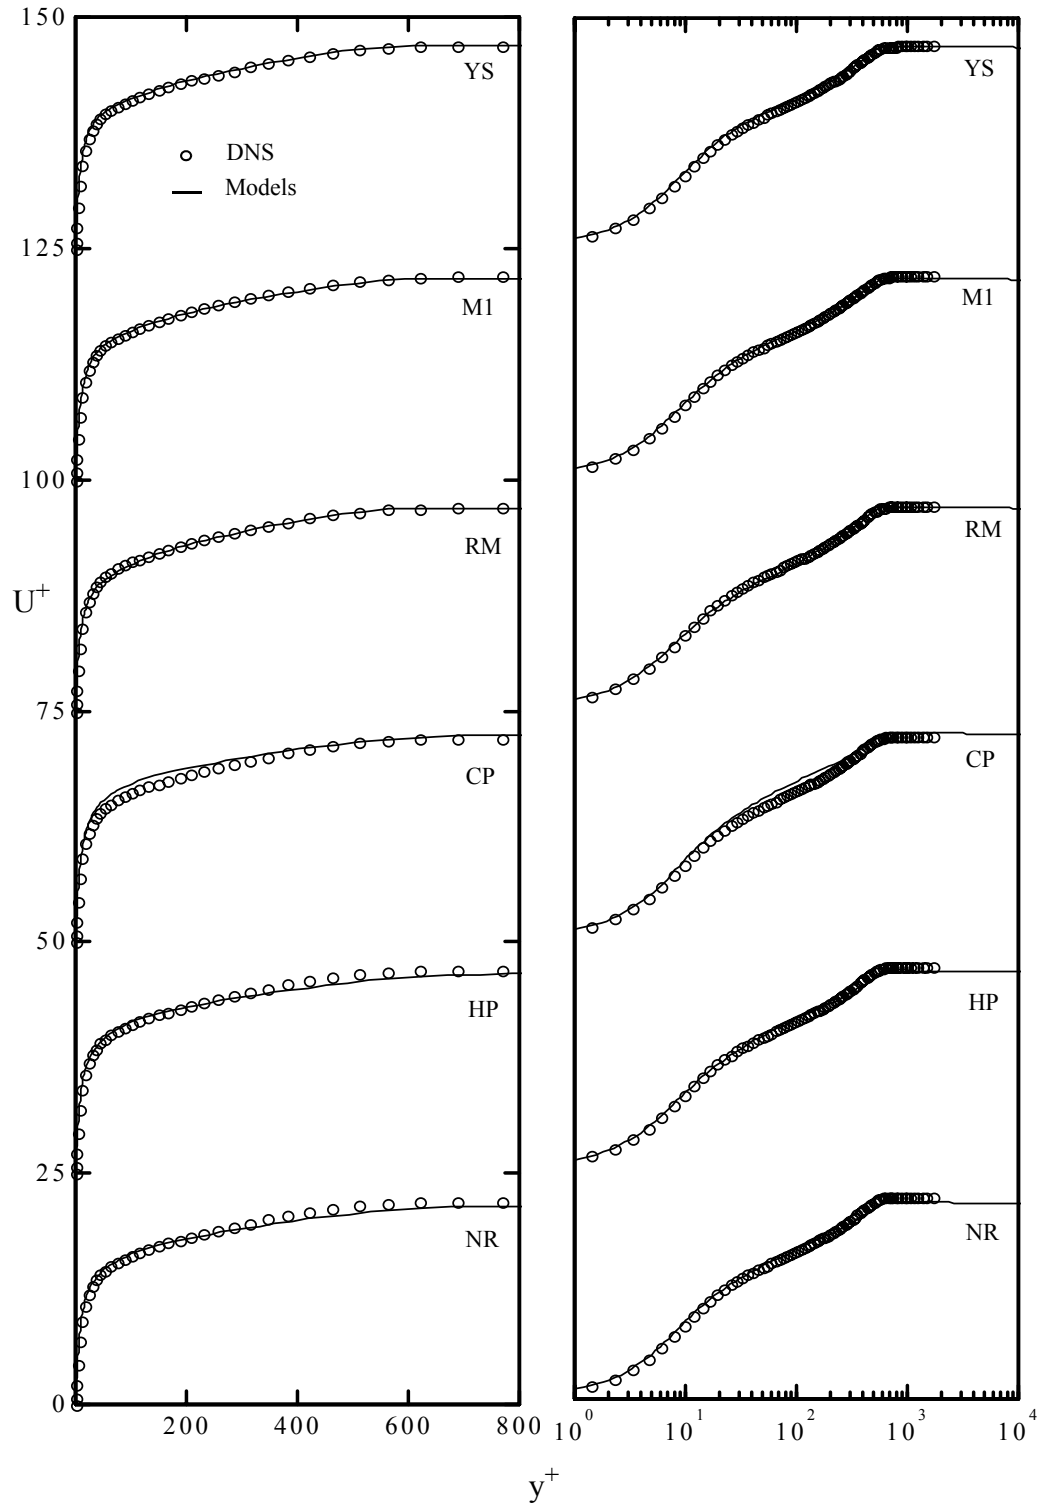 150
YS
YS
DNS
Models
125
M1
M1
100
RM
RM
U+
75
CP
CP
50
HP
HP
25
NR
NR
0
200 400 600 800
10^0 10^1 10^2 10^3 10^4
y+